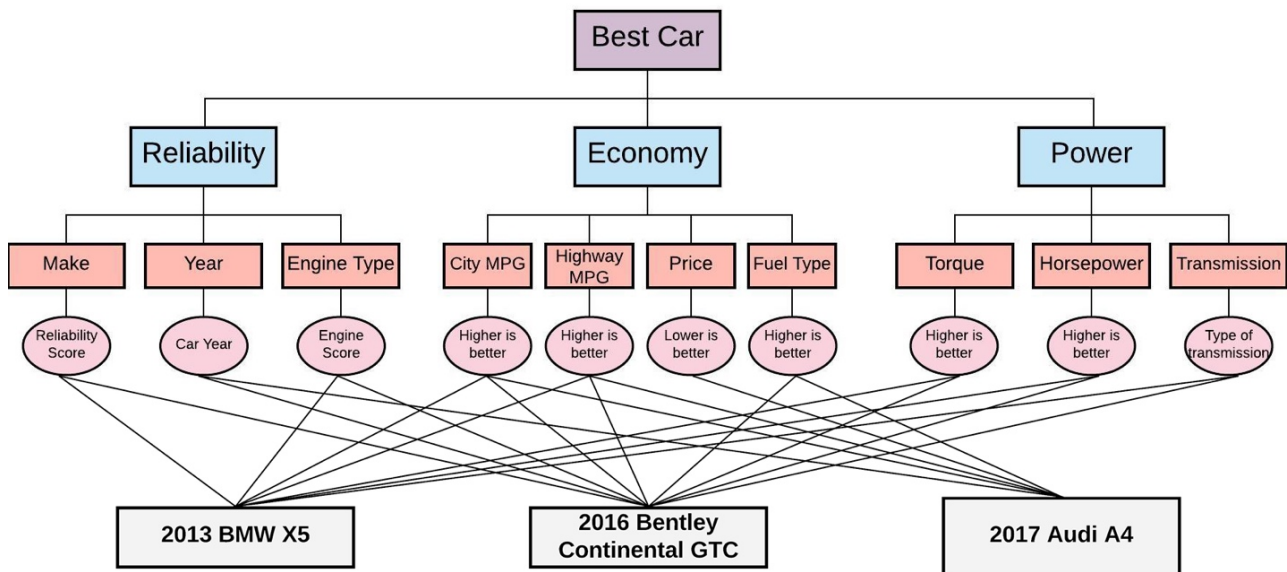 Best Car
Reliability
Economy
Power
Make
Year
Engine Type
City MPG
Highway
MPG
Price
Fuel Type
Torque
Horsepower
Transmission
Reliability
Score
Car Year
Engine
Score
Higher is
better
Higher is
better
Lower is
better
Higher is
better
Higher is
better
Higher is
better
Type of
transmission
2013 BMW X5
2016 Bentley
Continental GTC
2017 Audi A4